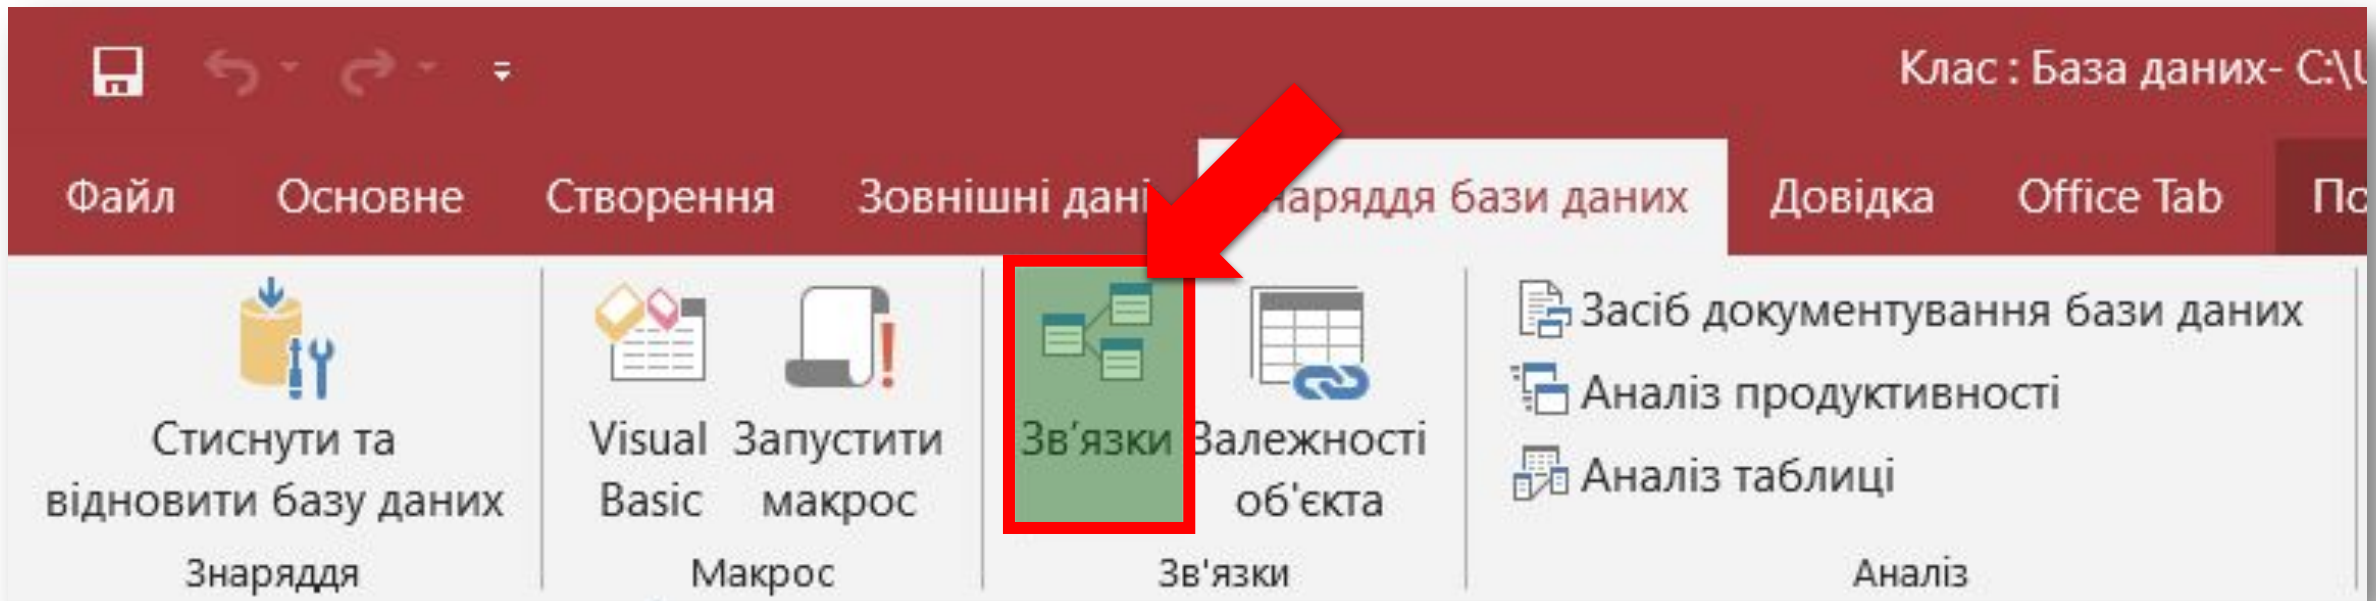 Клас : База даних- C:\
Файл Основне Створення Зовнішні дані наряддя бази даних Довідка Office Tab
Стиснути та
відновити базу даних
Visual
Basic
Запустити
макрос
Зв’язки
Залежності
об'єкта
Засіб документування бази даних
Аналіз продуктивності
Аналіз таблиці
Знаряддя Макрос Зв'язки Аналіз